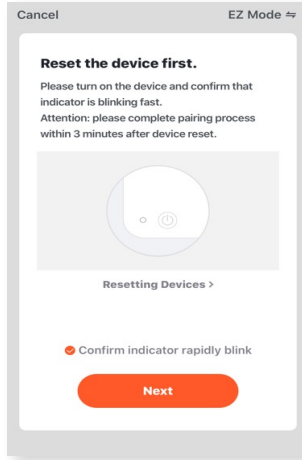 Cancel
EZ Mode ⇋
Reset the device first.
Please turn on the device and confirm that
indicator is blinking fast.
Attention: please complete pairing process
within 3 minutes after device reset.
Resetting Devices >
Confirm indicator rapidly blink
Next